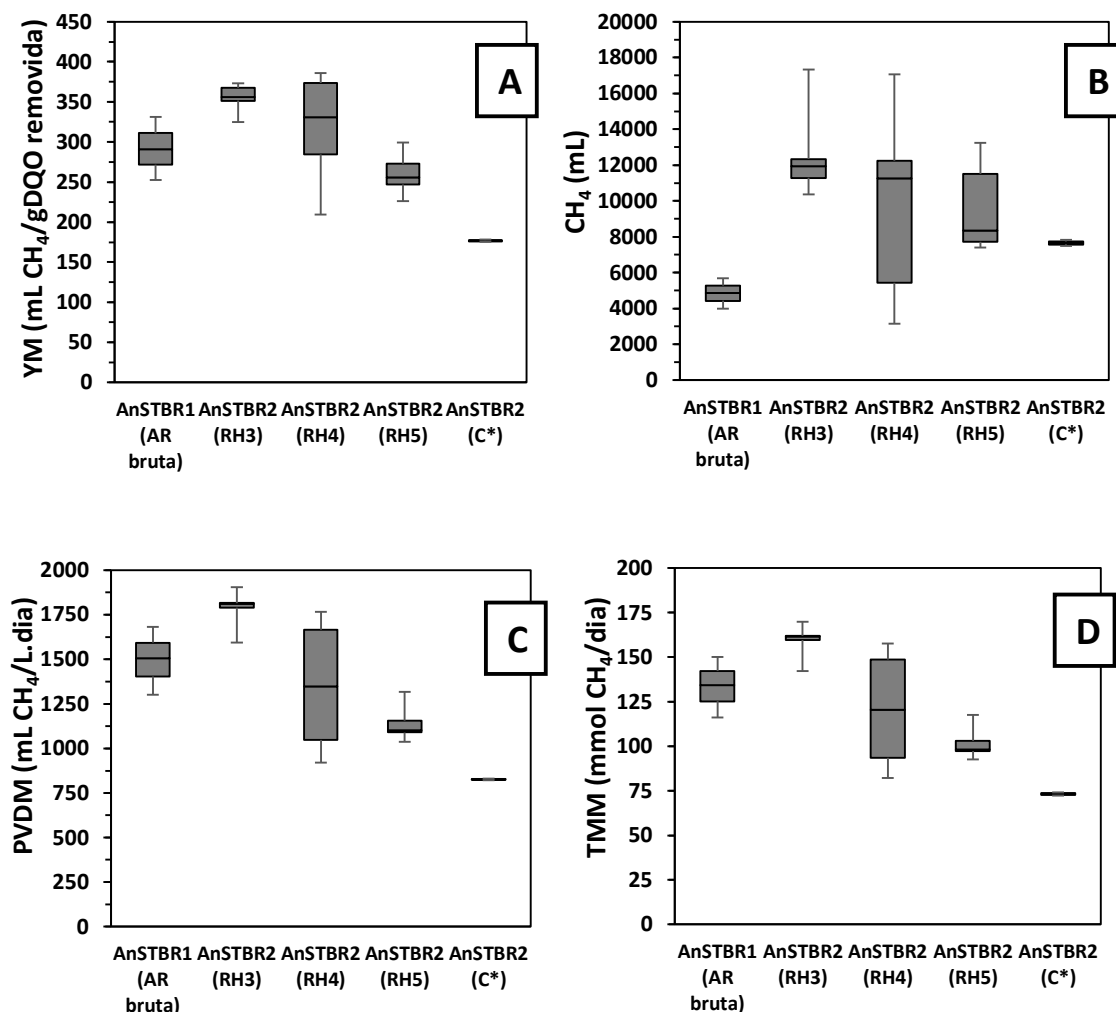 A
YM (mL CH₄/gDQO removida)
450
400
350
300
250
200
150
100
50
0
AnSTBR1 AnSTBR2 AnSTBR2 AnSTBR2 AnSTBR2
(AR (RH3) (RH4) (RH5) (C*)
bruta)
B
CH₄ (mL)
20000
18000
16000
14000
12000
10000
8000
6000
4000
2000
0
AnSTBR1 AnSTBR2 AnSTBR2 AnSTBR2 AnSTBR2
(AR (RH3) (RH4) (RH5) (C*)
bruta)
C
PVDM (mL CH₄/L.dia)
2000
1750
1500
1250
1000
750
500
250
0
AnSTBR1 AnSTBR2 AnSTBR2 AnSTBR2 AnSTBR2
(AR (RH3) (RH4) (RH5) (C*)
bruta)
D
TMM (mmol CH₄/dia)
200
175
150
125
100
75
50
25
0
AnSTBR1 AnSTBR2 AnSTBR2 AnSTBR2 AnSTBR2
(AR (RH3) (RH4) (RH5) (C*)
bruta)